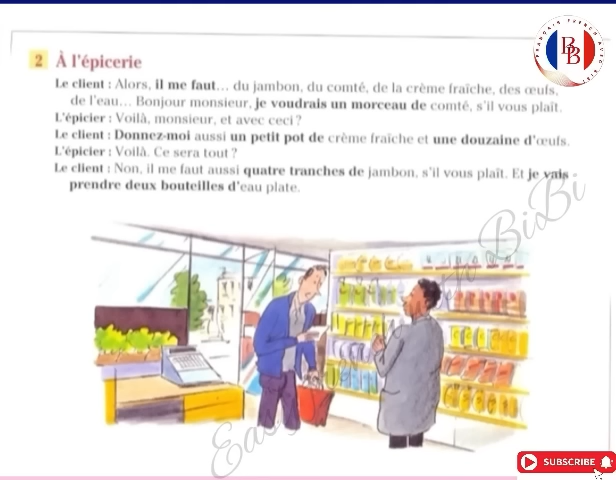 2 À l'épicerie
Le client : Alors, il me faut... du jambon, du comté, de la crème fraîche, des œufs,
de l'eau... Bonjour monsieur, je voudrais un morceau de comté, s'il vous plaît.
L'épicier : Voilà, monsieur, et avec ceci ?
Le client : Donnez-moi aussi un petit pot de crème fraîche et une douzaine d'œufs.
L'épicier : Voilà. Ce sera tout ?
Le client : Non, il me faut aussi quatre tranches de jambon, s'il vous plaît. Et je vais
prendre deux bouteilles d'eau plate.
BiBi
SUBSCRIBE